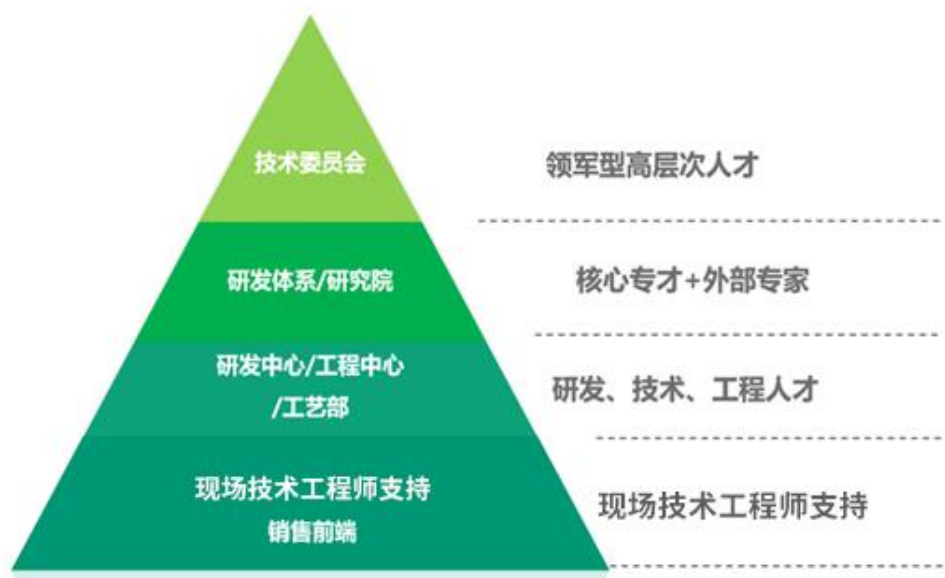 技术委员会
领军型高层次人才
研发体系/研究院
核心专才+外部专家
研发中心/工程中心
/工艺部
研发、技术、工程人才
现场技术工程师支持
销售前端
现场技术工程师支持